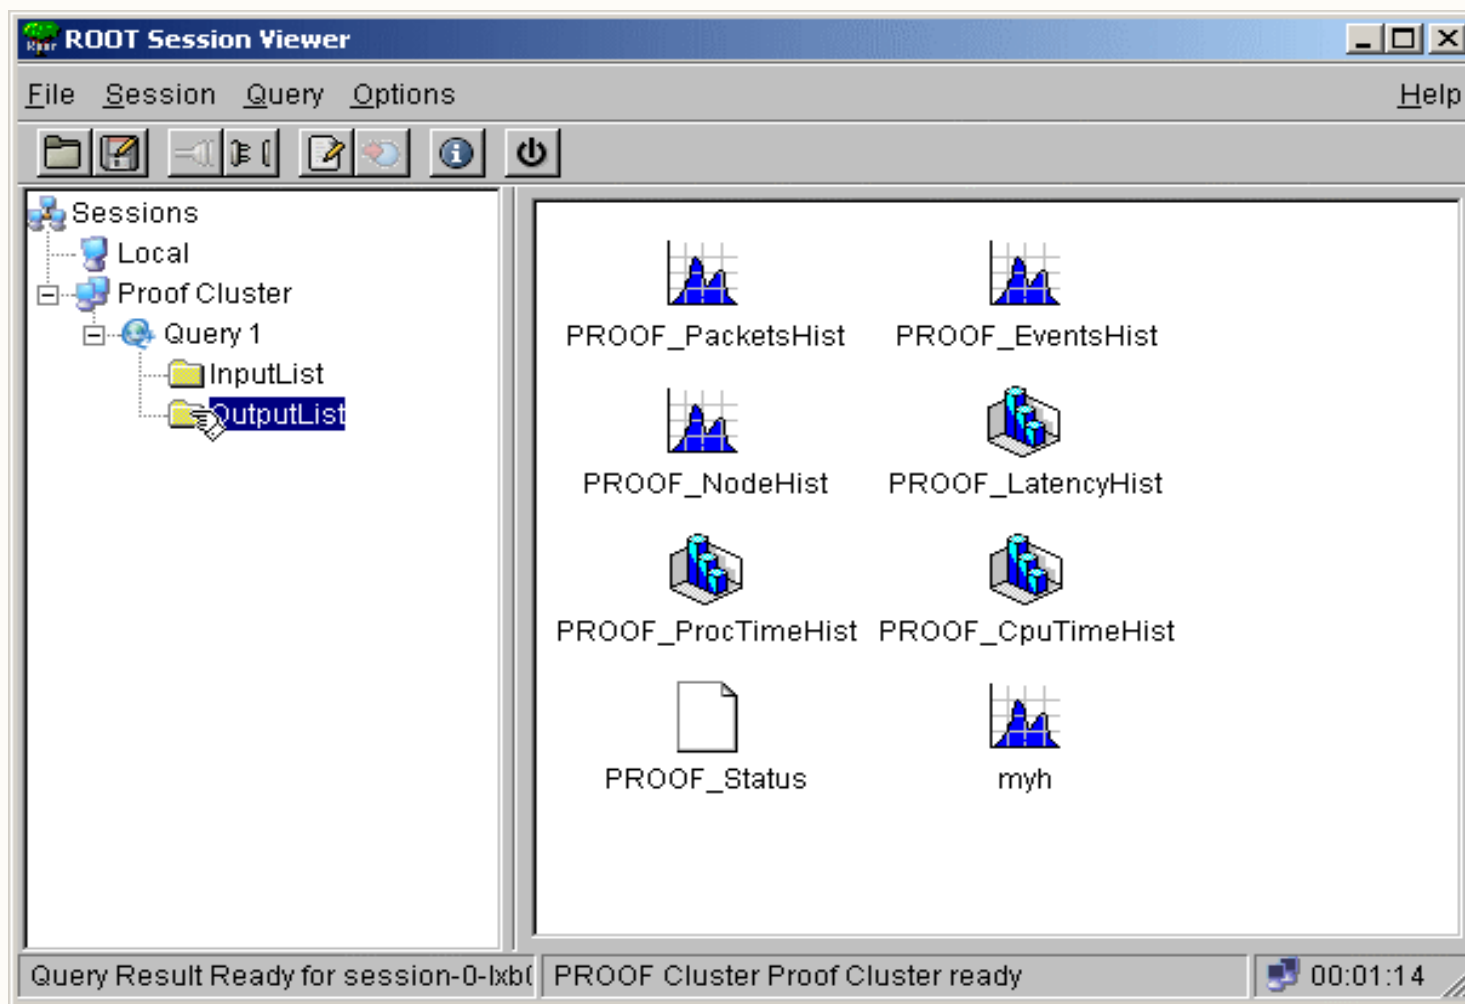 ROOT Session Viewer
File Session Query Options Help
Sessions
Local
Proof Cluster
Query 1
InputList
OutputList
PROOF_PacketsHist PROOF_EventsHist
PROOF_NodeHist PROOF_LatencyHist
PROOF_ProcTimeHist PROOF_CpuTimeHist
PROOF_Status myh
Query Result Ready for session-0-lxb PROOF Cluster Proof Cluster ready 00:01:14